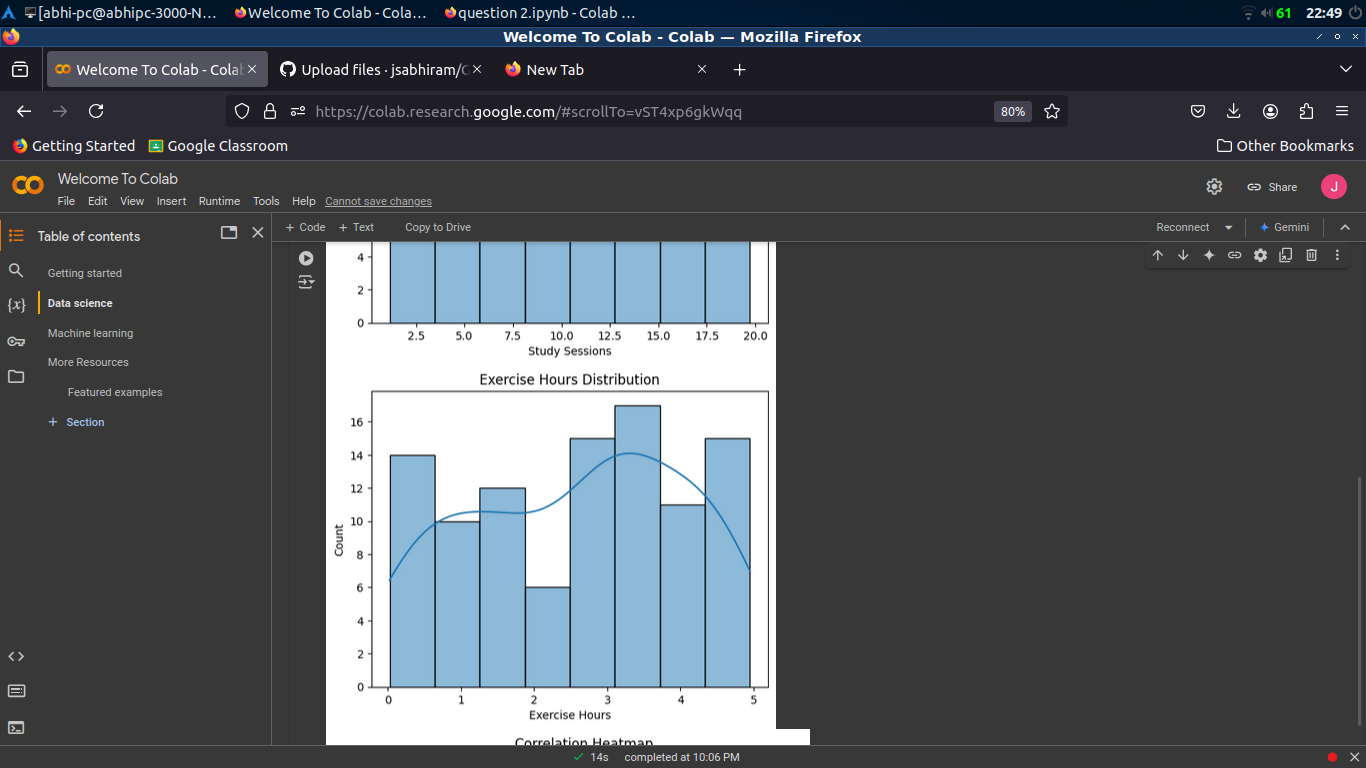 [abhi-pc@abhipc-3000-N... Welcome To Colab - Cola... question 2.ipynb - Colab ... 61 22:49
Welcome To Colab - Colab — Mozilla Firefox
Welcome To Colab - Colab Upload files · jsabhiram/C New Tab
https://colab.research.google.com/#scrollTo=vST4xp6gkWqq 80%
Getting Started Google Classroom Other Bookmarks
Welcome To Colab
File Edit View Insert Runtime Tools Help Cannot save changes Share J
Table of contents + Code + Text Copy to Drive Reconnect Gemini
Getting started
Data science
Machine learning
More Resources
Featured examples
+ Section
{x}
4
2
0
2.5 5.0 7.5 10.0 12.5 15.0 17.5 20.0
Study Sessions
Exercise Hours Distribution
16
14
12
10
8
6
4
2
0
Count
0 1 2 3 4 5
Exercise Hours
Correlation Heatmap
14s completed at 10:06 PM